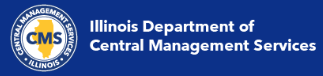 CENTRAL MANAGEMENT SERVICES
CMS
ILLINOIS
Illinois Department of
Central Management Services